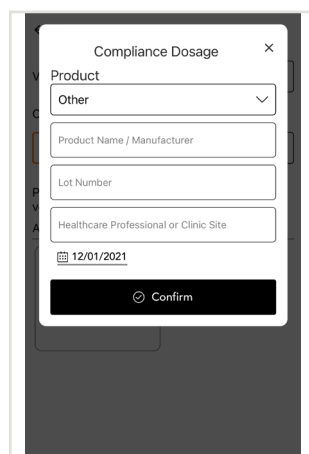 Compliance Dosage
Product
Other
Product Name / Manufacturer
Lot Number
Healthcare Professional or Clinic Site
12/01/2021
Confirm